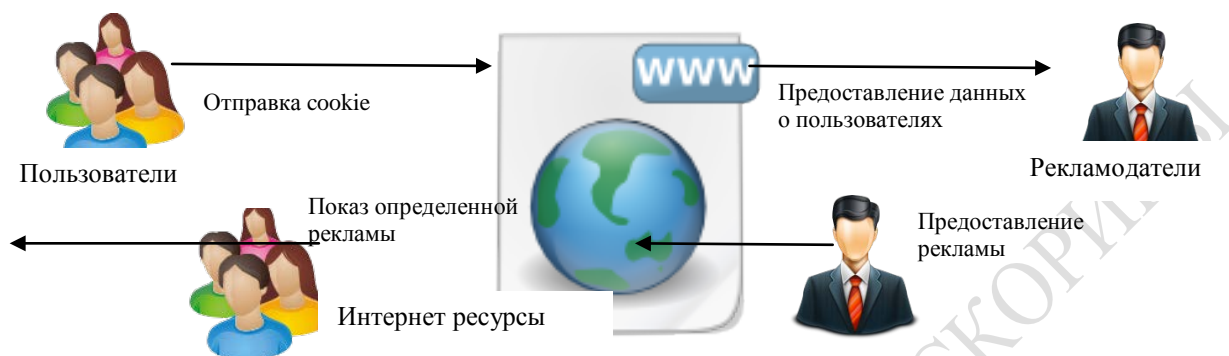 www
Отправка cookie
Предоставление данных
о пользователях
Пользователи
Рекламодатели
Показ определенной
рекламы
Предоставление
рекламы
Интернет ресурсы